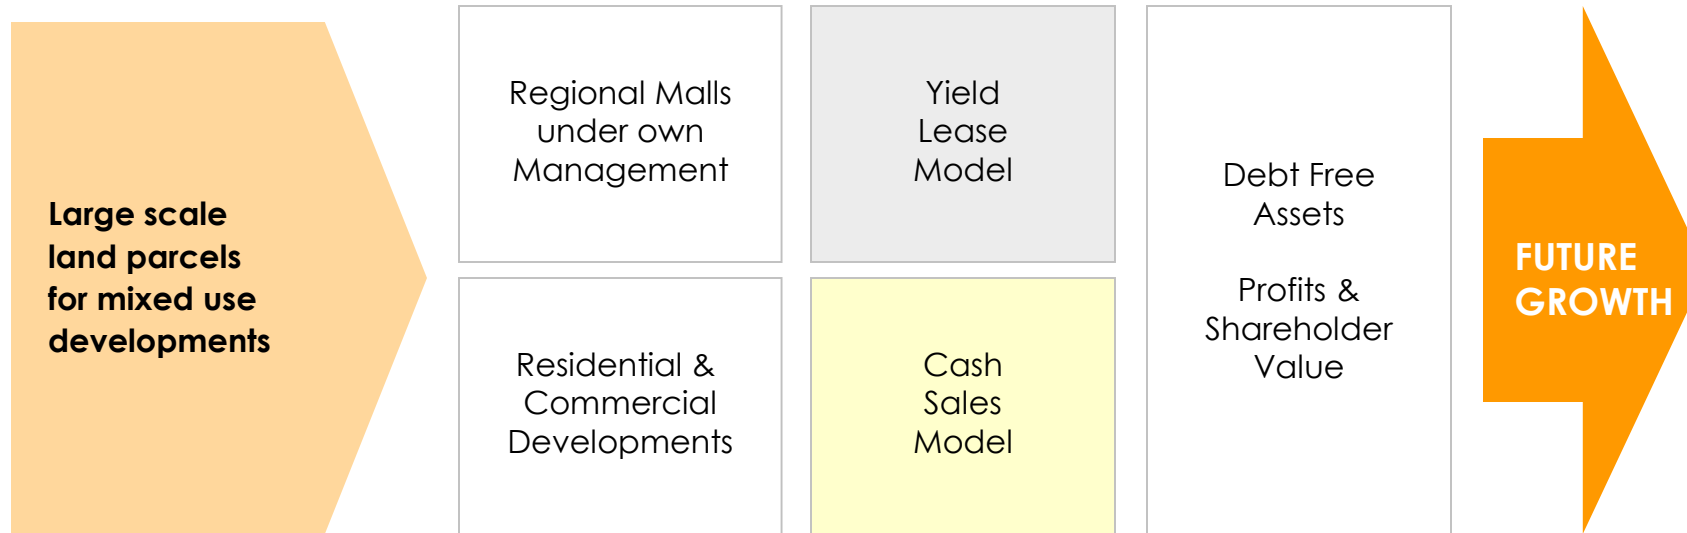 Large scale
land parcels
for mixed use
developments
Regional Malls
under own
Management
Residential &
Commercial
Developments
Yield
Lease
Model
Cash
Sales
Model
Debt Free
Assets
Profits &
Shareholder
Value
FUTURE
GROWTH